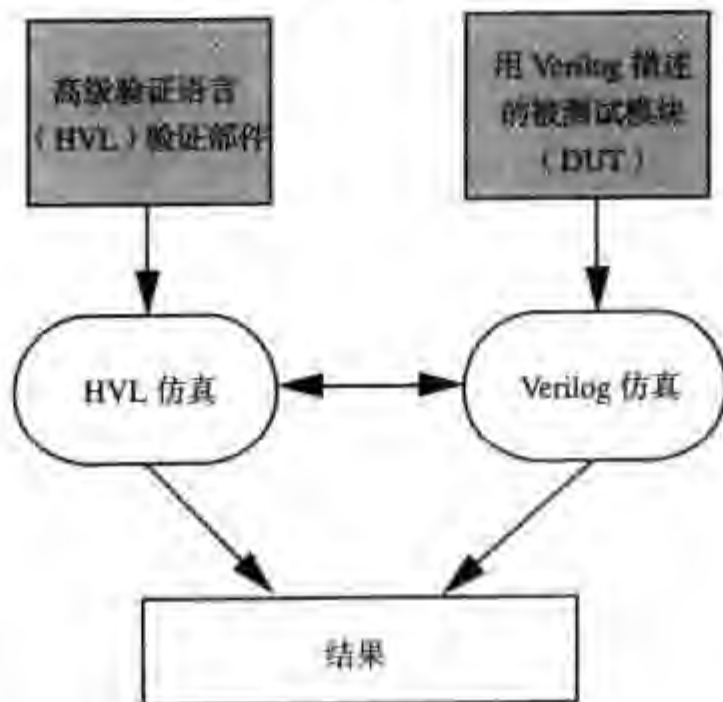 高级验证语言
（HVL）验证部件
用 Verilog 描述
的被测试模块
（DUT）
HVL 仿真
Verilog 仿真
结果